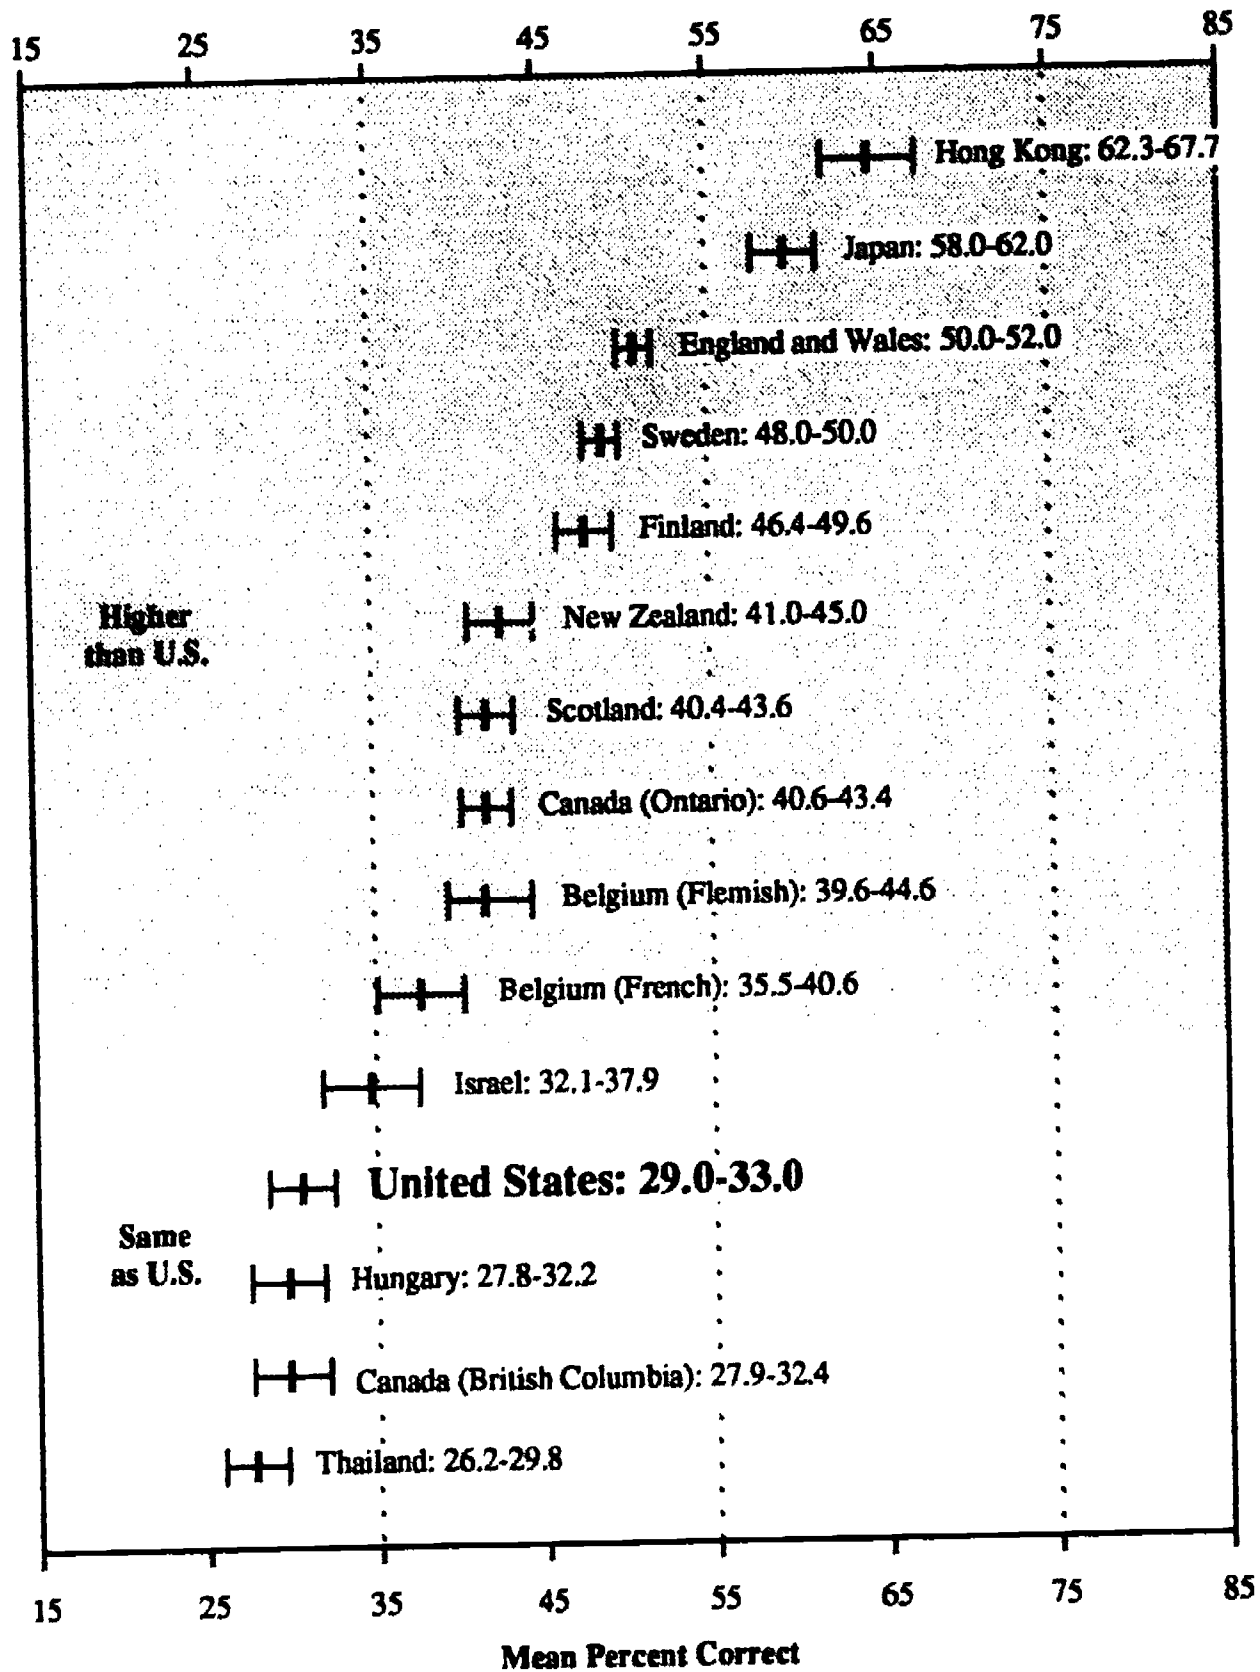 15 25 35 45 55 65 75 85
Hong Kong: 62.3-67.7
Japan: 58.0-62.0
England and Wales: 50.0-52.0
Sweden: 48.0-50.0
Finland: 46.4-49.6
New Zealand: 41.0-45.0
Higher
than U.S.
Scotland: 40.4-43.6
Canada (Ontario): 40.6-43.4
Belgium (Flemish): 39.6-44.6
Belgium (French): 35.5-40.6
Israel: 32.1-37.9
United States: 29.0-33.0
Same
as U.S.
Hungary: 27.8-32.2
Canada (British Columbia): 27.9-32.4
Thailand: 26.2-29.8
15 25 35 45 55 65 75 85
Mean Percent Correct